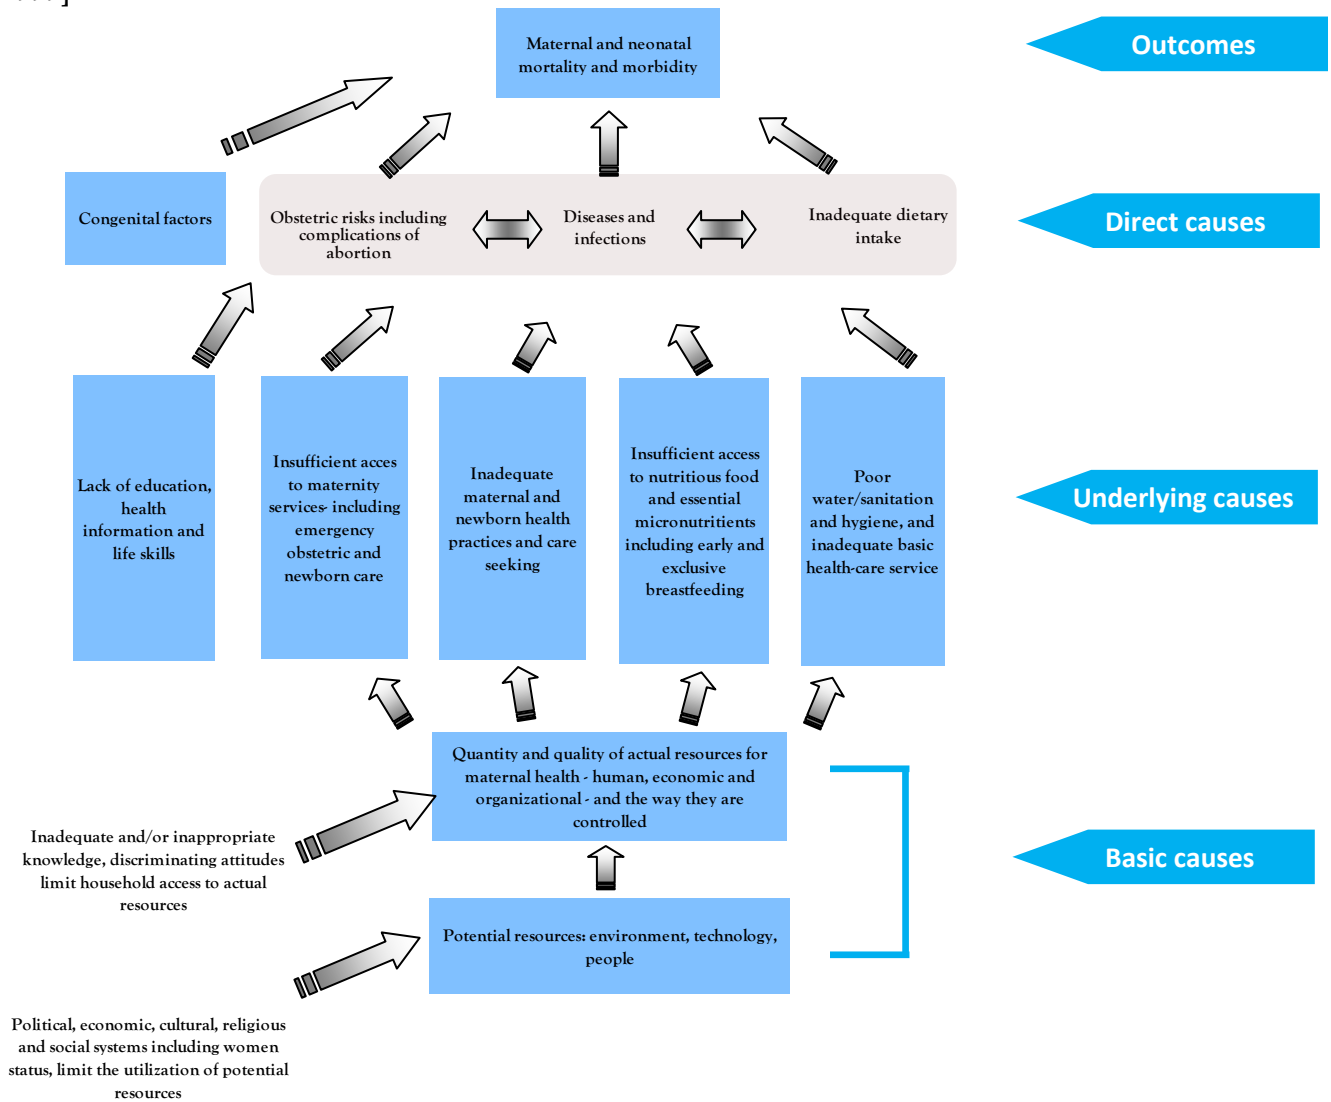 Maternal and neonatal
mortality and morbidity
Outcomes
Congenital factors
Obstetric risks including
complications of
abortion
Diseases and
infections
Inadequate dietary
intake
Direct causes
Lack of education,
health
information and
life skills
Insufficient acces
to maternity
services- including
emergency
obstetric and
newborn care
Inadequate
maternal and
newborn health
practices and care
seeking
Insufficient access
to nutritious food
and essential
micronutritients
including early and
exclusive
breastfeeding
Poor
water/sanitation
and hygiene, and
inadequate basic
health-care service
Underlying causes
Quantity and quality of actual resources for
maternal health - human, economic and
organizational - and the way they are
controlled
Inadequate and/or inappropriate
knowledge, discriminating attitudes
limit household access to actual
resources
Basic causes
Potential resources: environment, technology,
people
Political, economic, cultural, religious
and social systems including women
status, limit the utilization of potential
resources